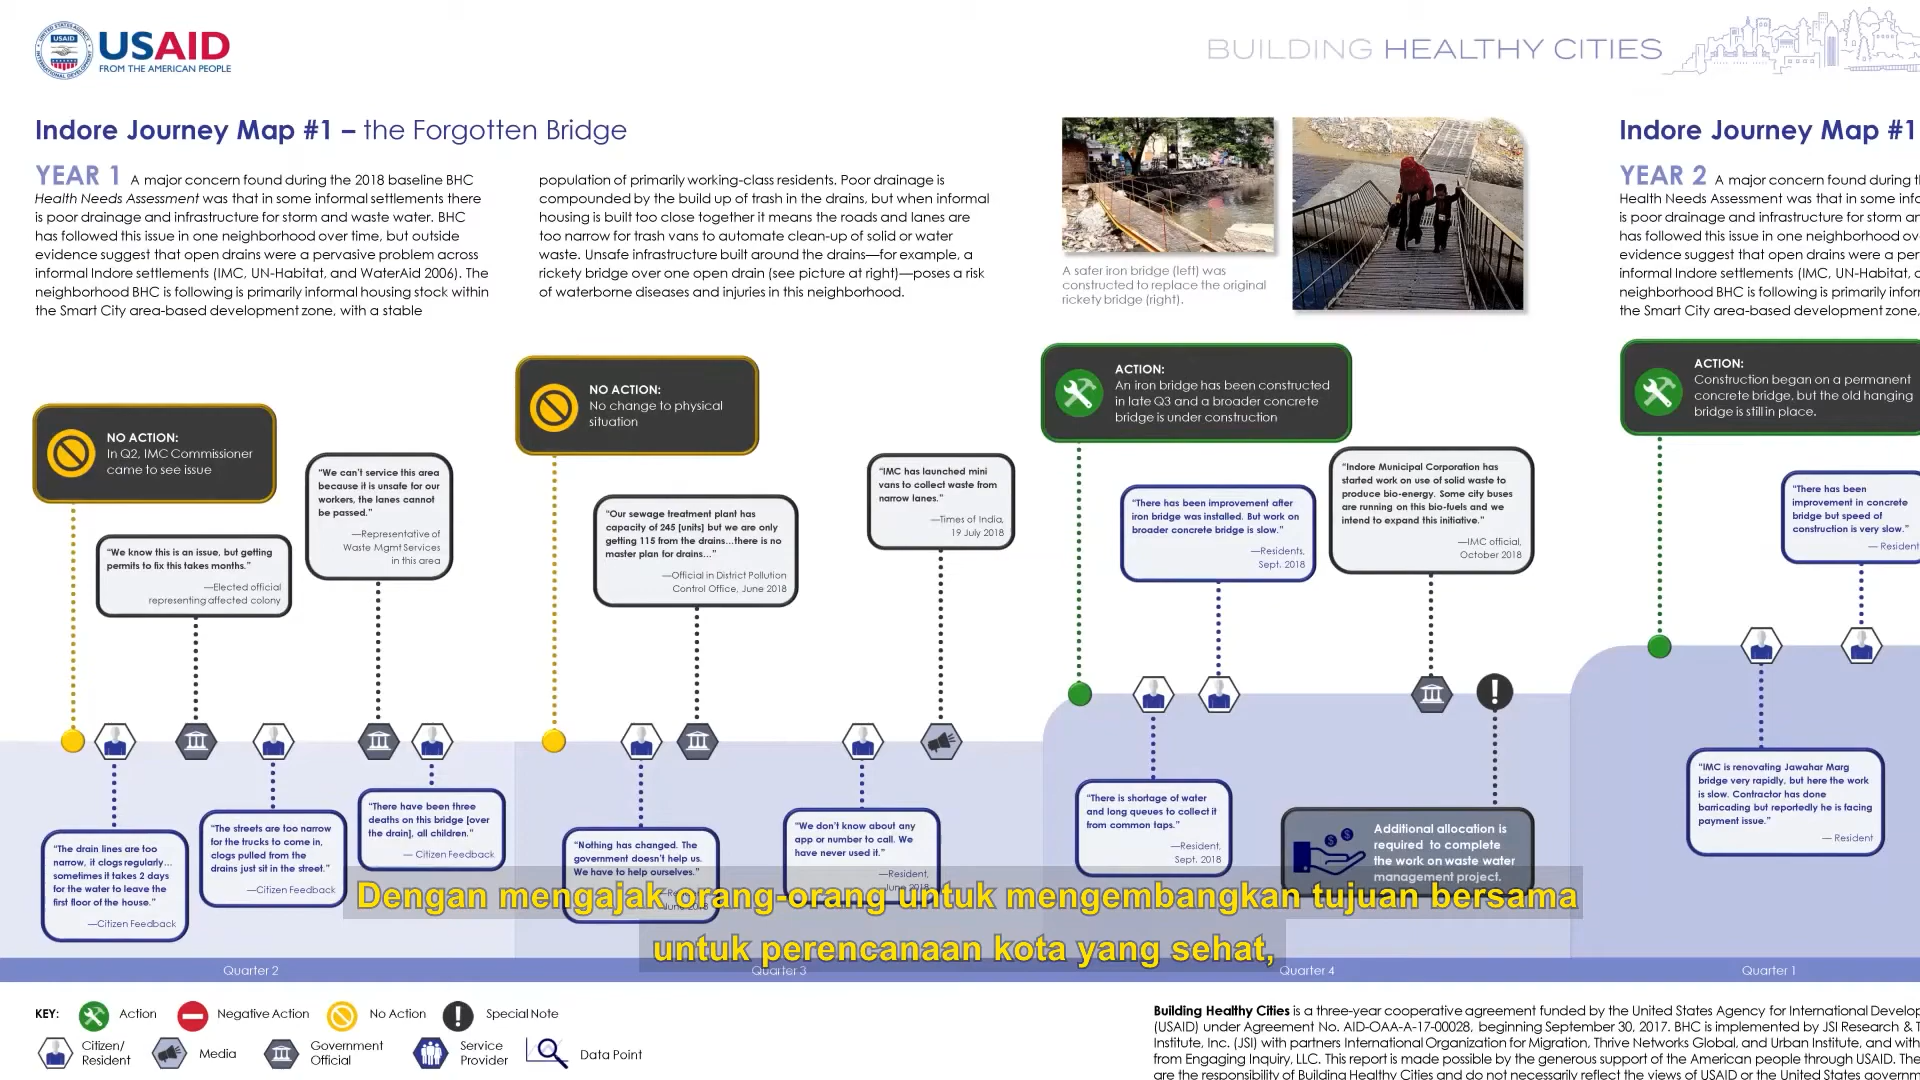 USAID
FROM THE AMERICAN PEOPLE
BUILDING HEALTHY CITIES
Indore Journey Map #1 – the Forgotten Bridge
YEAR 1 A major concern found during the 2018 baseline BHC
Health Needs Assessment was that in some informal settlements there
is poor drainage and infrastructure for storm and waste water. BHC
has followed this issue in one neighborhood over time, but outside
evidence suggest that open drains were a pervasive problem across
informal Indore settlements (IMC, UN-Habitat, and WaterAid 2006). The
neighborhood BHC is following is primarily informal housing stock within
the Smart City area-based development zone, with a stable
population of primarily working-class residents. Poor drainage is
compounded by the build up of trash in the drains, but when informal
housing is built too close together it means the roads and lanes are
too narrow for trash vans to automate clean-up of solid or water
waste. Unsafe infrastructure built around the drains—for example, a
rickety bridge over one open drain (see picture at right)—poses a risk
of waterborne diseases and injuries in this neighborhood.
A safer iron bridge (left) was
constructed to replace the original
rickety bridge (right).
Indore Journey Map #1
YEAR 2 A major concern found during
Health Needs Assessment was that in some
is poor drainage and infrastructure for storm
has followed this issue in one neighborhood
evidence suggest that open drains were a
informal Indore settlements (IMC, UN-Habitat,
neighborhood BHC is following is primarily
the Smart City area-based development zone,
NO ACTION:
In Q2, IMC Commissioner
came to see issue
"We know this is an issue, but getting
permits to fix this takes months."
—Elected official
representing affected colony
"We can't service this area
because it is unsafe for our
workers, the lanes cannot
be passed."
—Representative of
Waste Mgmt Services
in this area
NO ACTION:
No change to physical
situation
"Our sewage treatment plant has
capacity of 245 [units] but we are only
getting 115 from the drains...there is no
master plan for drains..."
—Official in District Pollution
Control Office, June 2018
"IMC has launched mini
vans to collect waste from
narrow lanes."
—Times of India,
19 July 2018
ACTION:
An iron bridge has been constructed
in late Q3 and a broader concrete
bridge is under construction
"There has been improvement after
iron bridge was installed. But work on
broader concrete bridge is slow."
—Residents,
Sept. 2018
"Indore Municipal Corporation has
started work on use of solid waste to
produce bio-energy. Some city buses
are running on this bio-fuels and we
intend to expand this initiative."
—IMC official,
October 2018
ACTION:
Construction began on a permanent
concrete bridge, but the old hanging
bridge is still in place.
"There has been
improvement in concrete
bridge but speed of
construction is very slow."
— Resident
"The drain lines are too
narrow, it clogs regularly...
sometimes it takes 2 days
for the water to leave the
first floor of the house."
—Citizen Feedback
"The streets are too narrow
for the trucks to come in,
clogs pulled from the
drains just sit in the street."
—Citizen Feedback
"There have been three
deaths on this bridge [over
the drain], all children."
— Citizen Feedback
"Nothing has changed. The
government doesn't help us.
We have to help ourselves."
June 2018
"We don't know about any
app or number to call. We
have never used it."
—Resident,
June 2018
"There is shortage of water
and long queues to collect it
from common taps."
—Resident,
Sept. 2018
Additional allocation is
required to complete
the work on waste water
management project.
"IMC is renovating Jawahar Marg
bridge very rapidly, but here the work
is slow. Contractor has done
barricading but reportedly he is facing
payment issue."
— Resident
Dengan mengajak orang-orang untuk mengembangkan tujuan bersama
untuk perencanaan kota yang sehat,
Quarter 2
Quarter 3
Quarter 4
Quarter 1
KEY:
Action
Negative Action
No Action
Special Note
Citizen/
Resident
Media
Government
Official
Service
Provider
Data Point
Building Healthy Cities is a three-year cooperative agreement funded by the United States Agency for International
(USAID) under Agreement No. AID-OAA-A-17-00028, beginning September 30, 2017. BHC is implemented by JSI Research &
Institute, Inc. (JSI) with partners International Organization for Migration, Thrive Networks Global, and Urban Institute, and with
from Engaging Inquiry, LLC. This report is made possible by the generous support of the American people through USAID. The
are the responsibility of Building Healthy Cities and do not necessarily reflect the views of USAID or the United States